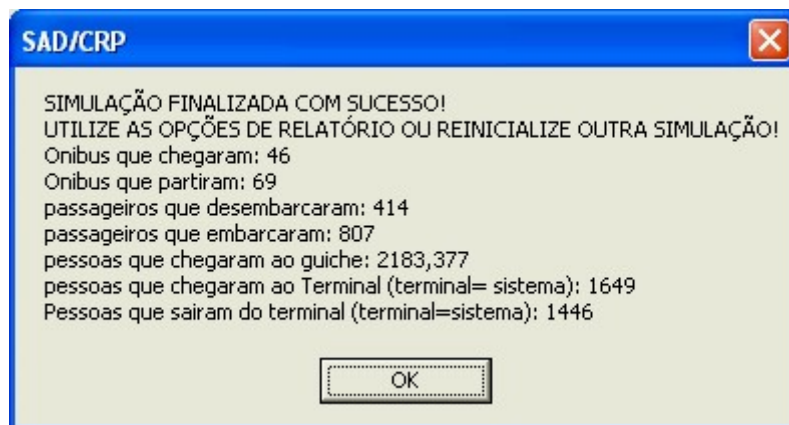 SAD/CRP
SIMULAÇÃO FINALIZADA COM SUCESSO!
UTILIZE AS OPÇÕES DE RELATÓRIO OU REINICIALIZE OUTRA SIMULAÇÃO!
Onibus que chegaram: 46
Onibus que partiram: 69
passageiros que desembarcaram: 414
passageiros que embarcaram: 807
pessoas que chegaram ao guiche: 2183,377
pessoas que chegaram ao Terminal (terminal= sistema): 1649
Pessoas que sairam do terminal (terminal=sistema): 1446
OK